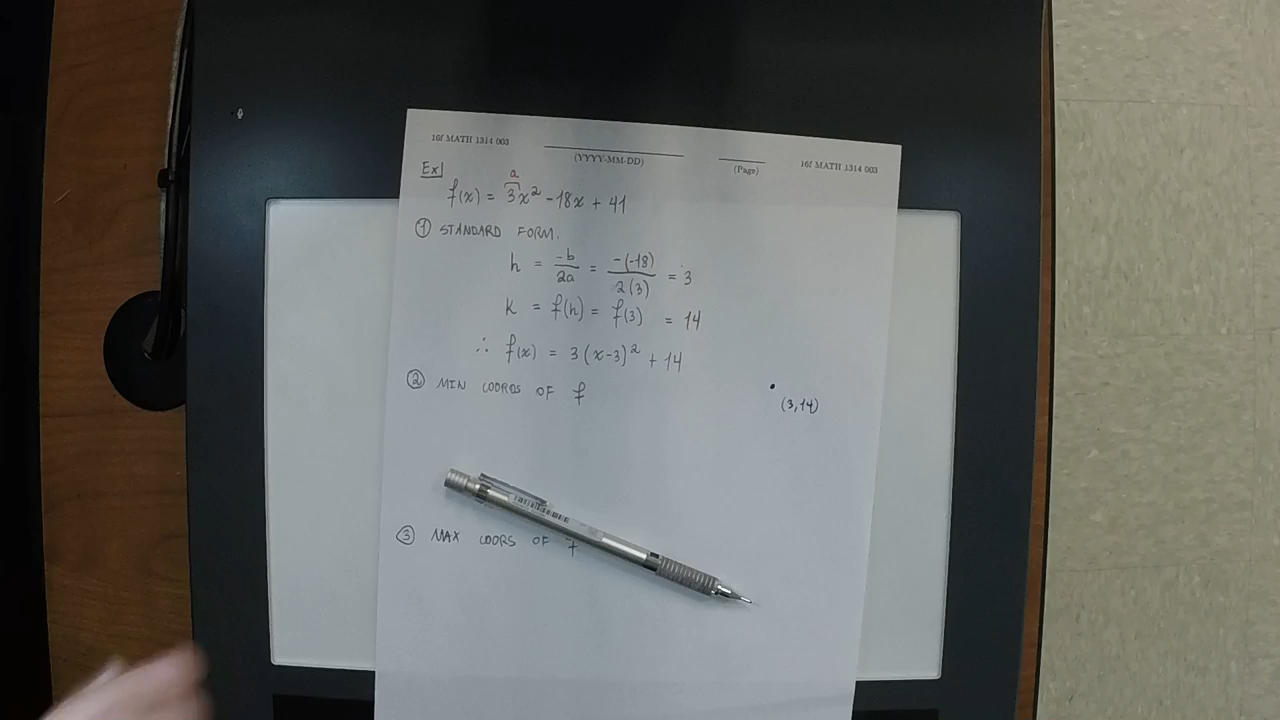 16f MATH 1314 003 (YYYY-MM-DD) (Page) 16f MATH 1314 003
Ex1
a
f(x) = 3x² - 18x + 41
① STANDARD FORM.
h = -b/2a = -(-18)/2(3) = 3
K = f(h) = f(3) = 14
∴ f(x) = 3(x-3)² + 14
② MIN COORDS OF f
(3,14)
③ MAX COORS OF f